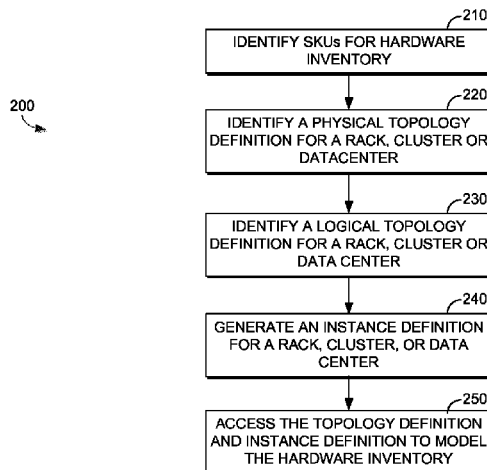 210
IDENTIFY SKUs FOR HARDWARE
INVENTORY
200
220
IDENTIFY A PHYSICAL TOPOLOGY
DEFINITION FOR A RACK, CLUSTER OR
DATACENTER
230
IDENTIFY A LOGICAL TOPOLOGY
DEFINITION FOR A RACK, CLUSTER OR
DATA CENTER
240
GENERATE AN INSTANCE DEFINITION
FOR A RACK, CLUSTER, OR DATA
CENTER
250
ACCESS THE TOPOLOGY DEFINITION
AND INSTANCE DEFINITION TO MODEL
THE HARDWARE INVENTORY